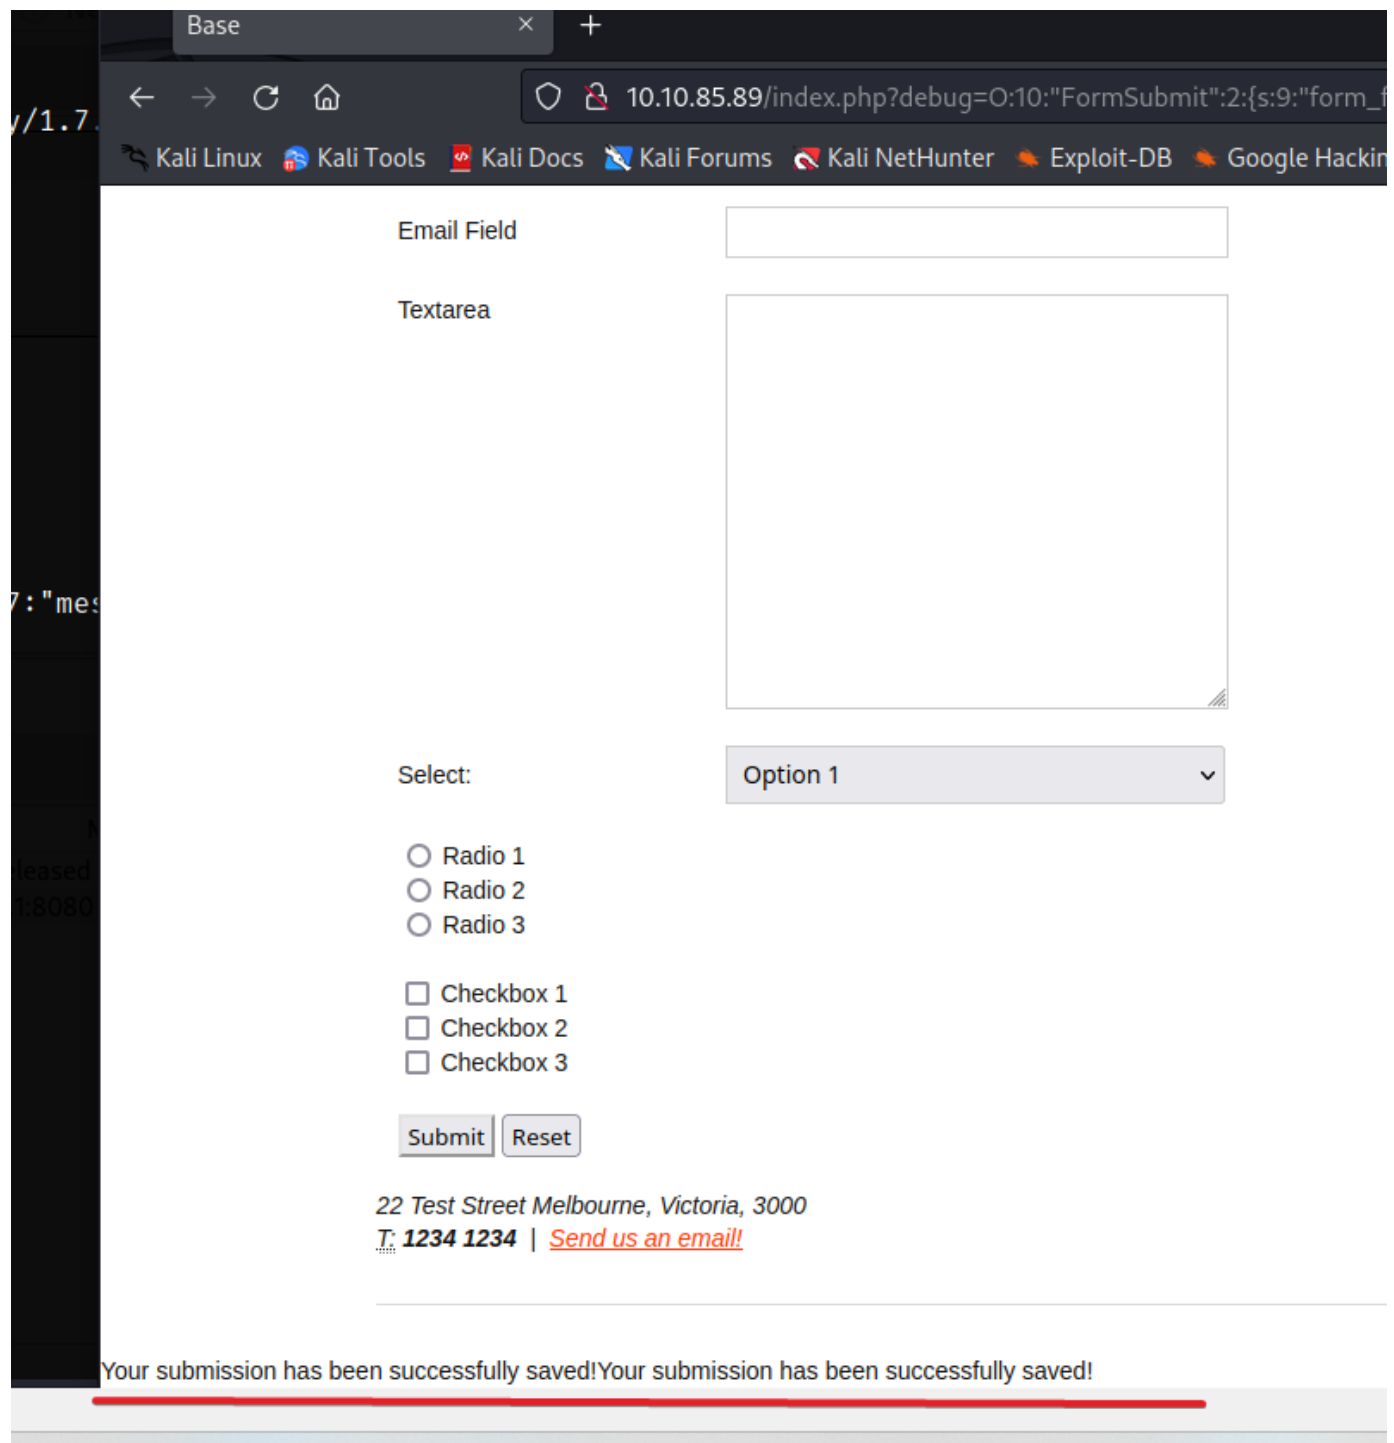 Base
10.10.85.89/index.php?debug=O:10:"FormSubmit":2:{s:9:"form_f
y/1.7.
Kali Linux Kali Tools Kali Docs Kali Forums Kali NetHunter Exploit-DB Google Hackin
Email Field
Textarea
7:"mes
Select: Option 1
Radio 1
eleased
Radio 2
1:8080
Radio 3
Checkbox 1
Checkbox 2
Checkbox 3
Submit Reset
22 Test Street Melbourne, Victoria, 3000
T: 1234 1234 | Send us an email!
Your submission has been successfully saved!Your submission has been successfully saved!